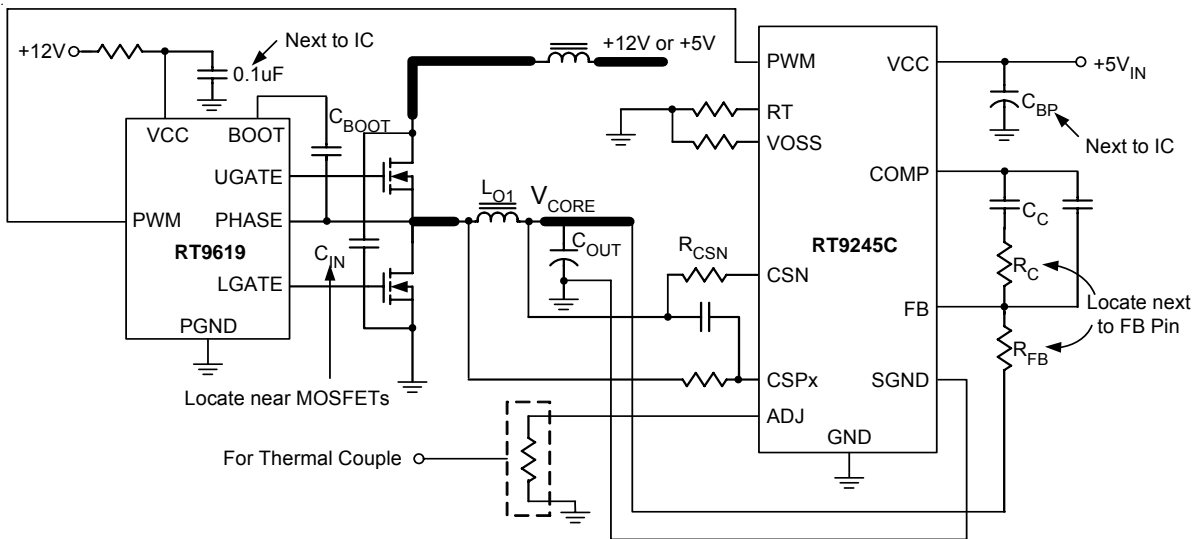 +12V
Next to IC
0.1uF
+12V or +5V
PWM
VCC
+5VIN
CBP
Next to IC
RT
VOSS
VCC
BOOT
CBOOT
UGATE
PWM
PHASE
RT9619
LGATE
PGND
CIN
LO1
VCORE
COUT
RCSN
COMP
CC
RC
RT9245C
CSN
FB
Locate next
to FB Pin
RFB
CSPx
SGND
ADJ
GND
Locate near MOSFETs
For Thermal Couple